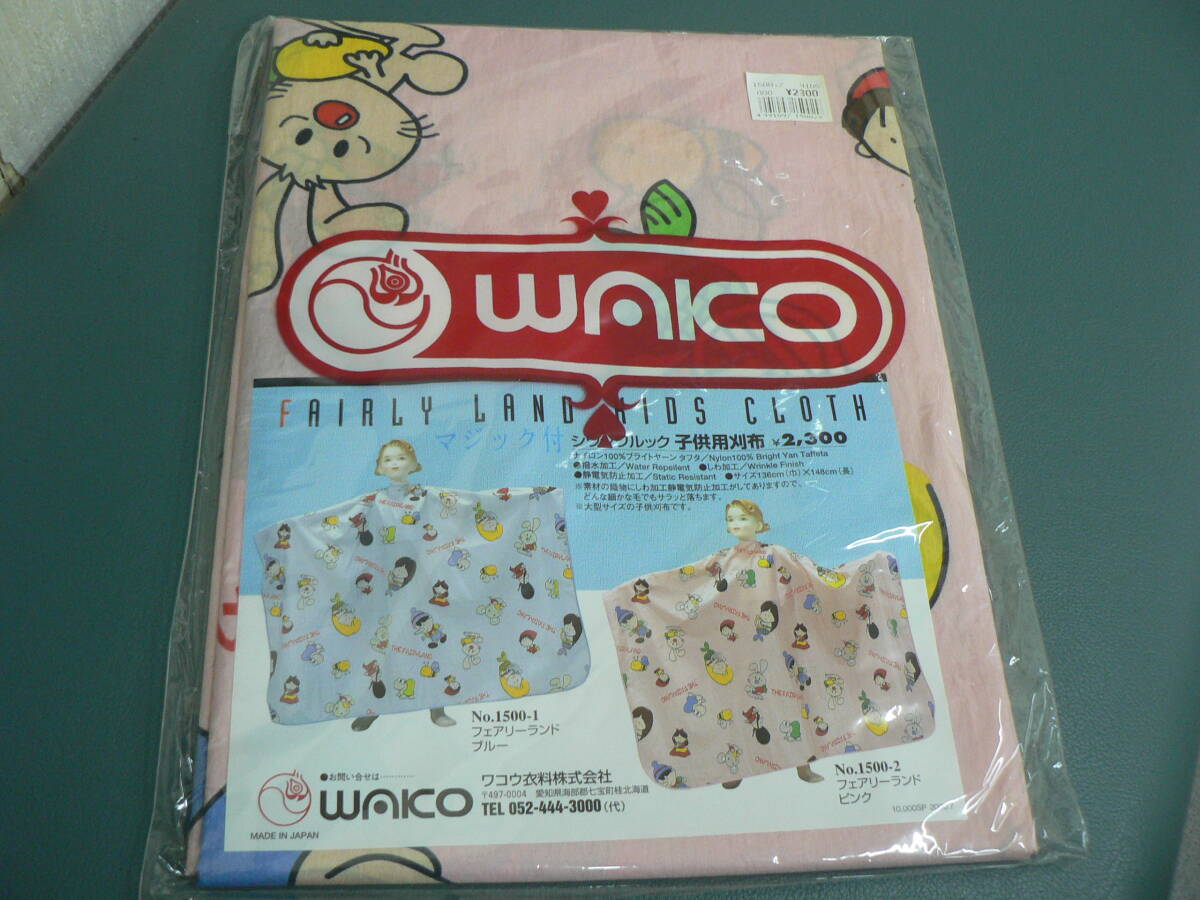 ¥2300
WAKO
FAIRLY LAND KIDS CLOTH
マジック付 子供用刈布 ¥2,300
ナイロン100%ブライトヤーン タフタ/Nylon100% Bright Yan Taffeta
●撥水加工/Water Repellent ●しわ加工/Wrinkle Finish
●静電気防止加工/Static Resistant ●サイズ136cm(巾)×148cm(長)
※素材の織物にしわ加工静電気防止加工がしてありますので、
どんな細かな毛でもサラッと落ちます。
※大型サイズの子供刈布です。
THE FAIRYLAND
No.1500-1
フェアリーランド
ブルー
No.1500-2
フェアリーランド
ピンク
●お問い合せは…………
WAKO
MADE IN JAPAN
ワコウ衣料株式会社
〒497-0004 愛知県海部郡七宝町桂北海道
TEL 052-444-3000(代)